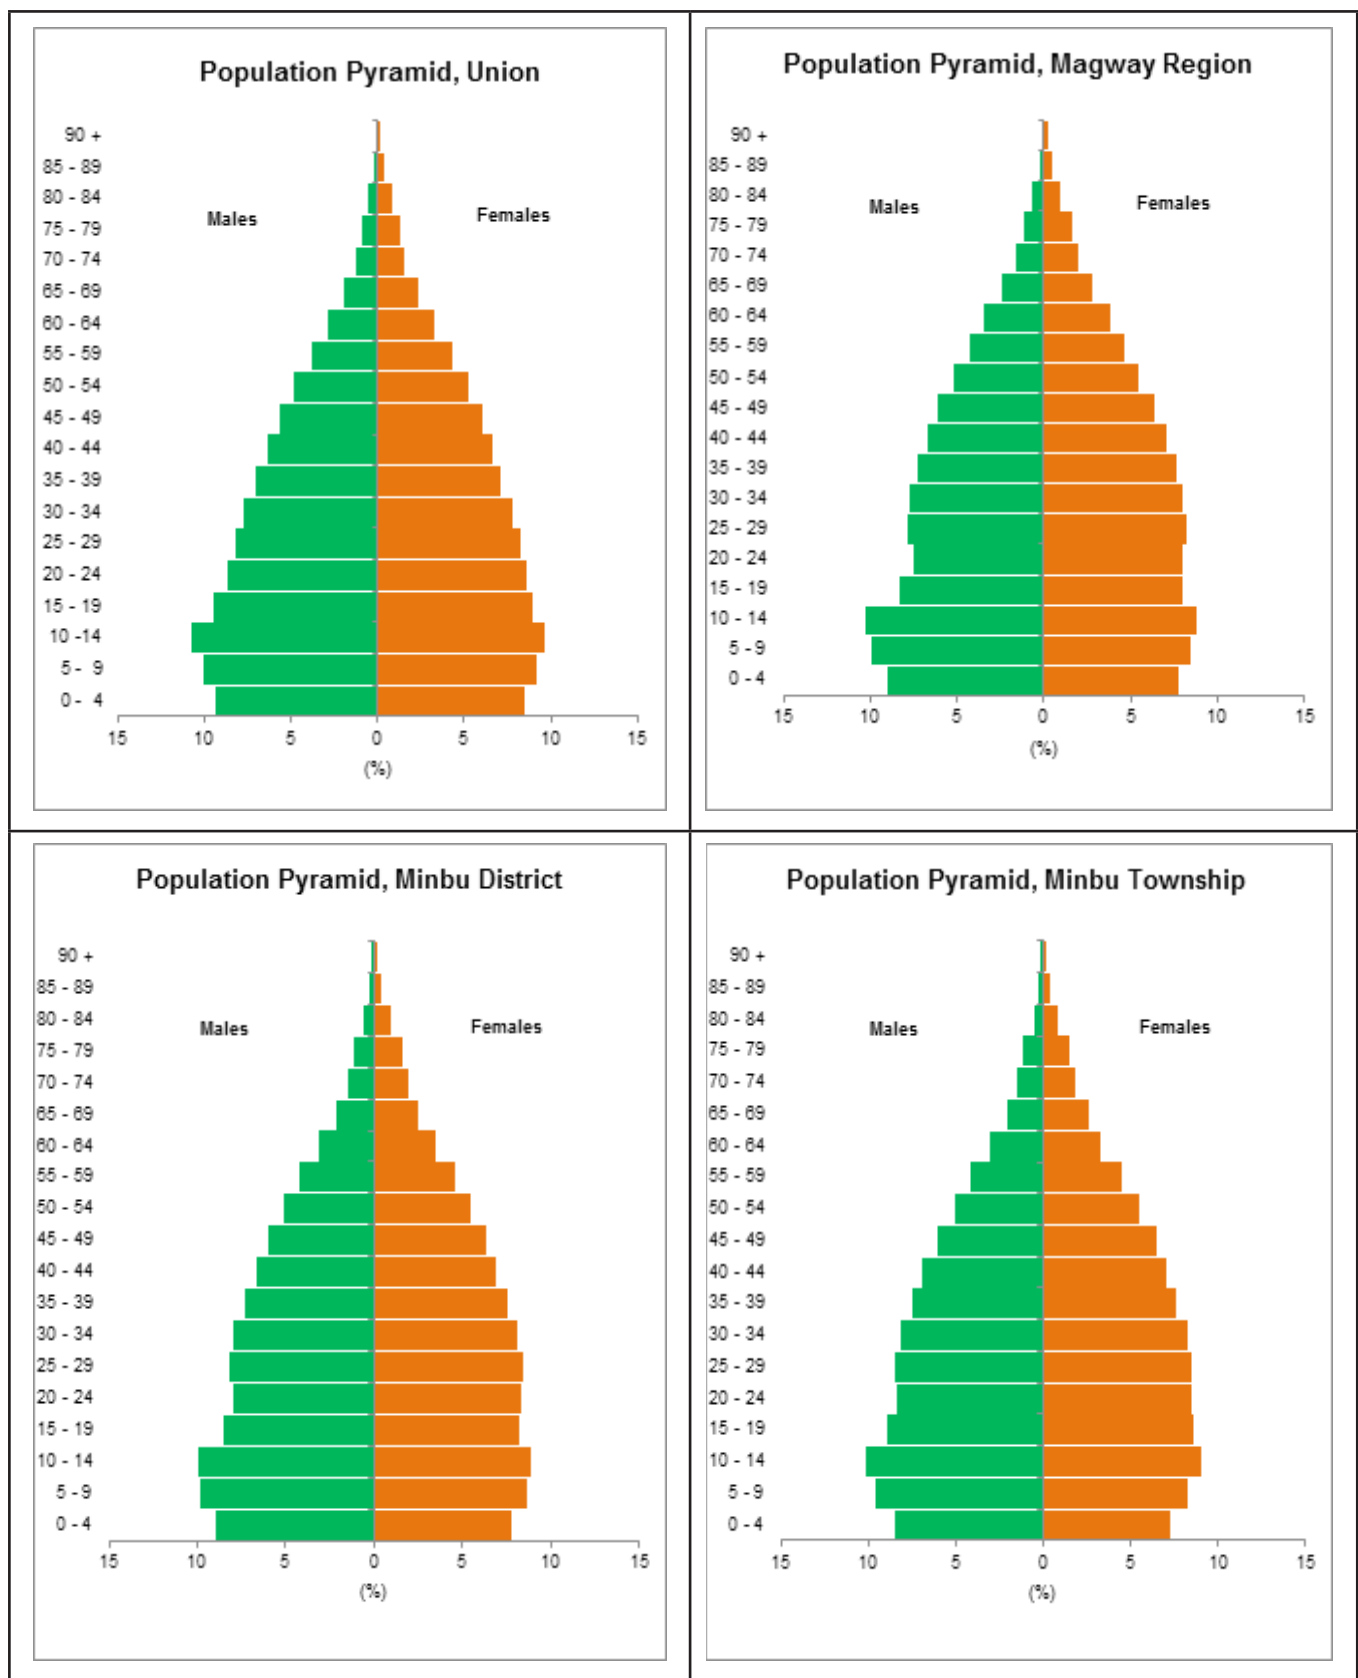 Population Pyramid, Union
90 +
85 - 89
80 - 84
Males
Females
75 - 79
70 - 74
65 - 69
60 - 64
55 - 59
50 - 54
45 - 49
40 - 44
35 - 39
30 - 34
25 - 29
20 - 24
15 - 19
10 -14
5 - 9
0 - 4
15 10 5 0 5 10 15
(%)
Population Pyramid, Magway Region
90 +
85 - 89
80 - 84
Males
Females
75 - 79
70 - 74
65 - 69
60 - 64
55 - 59
50 - 54
45 - 49
40 - 44
35 - 39
30 - 34
25 - 29
20 - 24
15 - 19
10 - 14
5 - 9
0 - 4
15 10 5 0 5 10 15
(%)
Population Pyramid, Minbu District
90 +
85 - 89
80 - 84
Males
Females
75 - 79
70 - 74
65 - 69
60 - 64
55 - 59
50 - 54
45 - 49
40 - 44
35 - 39
30 - 34
25 - 29
20 - 24
15 - 19
10 - 14
5 - 9
0 - 4
15 10 5 0 5 10 15
(%)
Population Pyramid, Minbu Township
90 +
85 - 89
80 - 84
Males
Females
75 - 79
70 - 74
65 - 69
60 - 64
55 - 59
50 - 54
45 - 49
40 - 44
35 - 39
30 - 34
25 - 29
20 - 24
15 - 19
10 - 14
5 - 9
0 - 4
15 10 5 0 5 10 15
(%)